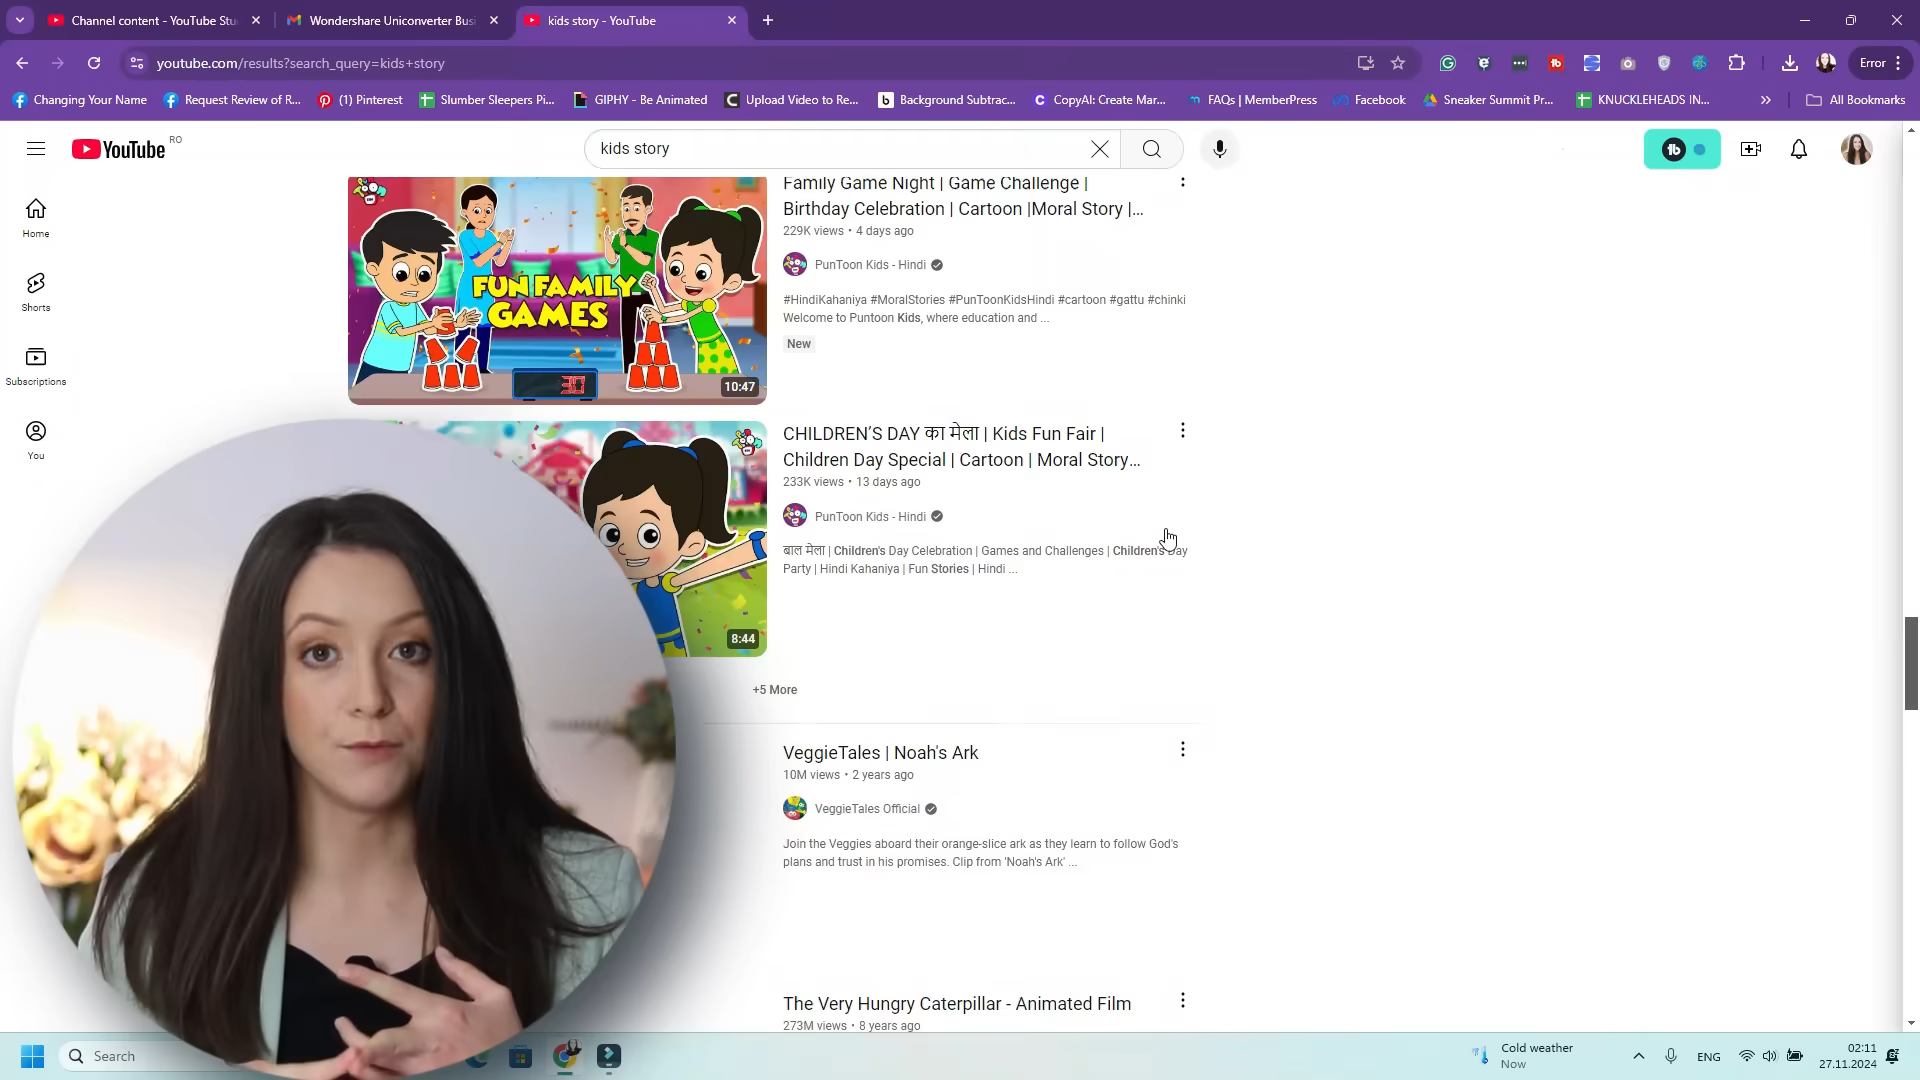 Channel content - YouTube Stu
Wondershare Uniconverter Busi
kids story - YouTube
youtube.com/results?search_query=kids+story
Error
Changing Your Name
Request Review of R...
(1) Pinterest
Slumber Sleepers Pi...
GIPHY - Be Animated
Upload Video to Re...
Background Subtrac...
CopyAI: Create Mar...
FAQs | MemberPress
Facebook
Sneaker Summit Pr...
KNUCKLEHEADS IN...
All Bookmarks
YouTube RO
kids story
Home
Shorts
Subscriptions
You
FUN FAMILY
GAMES
30
10:47
Family Game Night | Game Challenge |
Birthday Celebration | Cartoon |Moral Story |...
229K views • 4 days ago
PunToon Kids - Hindi
#HindiKahaniya #MoralStories #PunToonKidsHindi #cartoon #gattu #chinki
Welcome to Puntoon Kids, where education and ...
New
8:44
CHILDREN'S DAY का मेला | Kids Fun Fair |
Children Day Special | Cartoon | Moral Story...
233K views • 13 days ago
PunToon Kids - Hindi
बाल मेला | Children's Day Celebration | Games and Challenges | Children's Day
Party | Hindi Kahaniya | Fun Stories | Hindi ...
+5 More
VeggieTales | Noah's Ark
10M views • 2 years ago
VeggieTales Official
Join the Veggies aboard their orange-slice ark as they learn to follow God's
plans and trust in his promises. Clip from 'Noah's Ark' ...
The Very Hungry Caterpillar - Animated Film
273M views • 8 years ago
Search
Cold weather
Now
ENG
02:11
27.11.2024